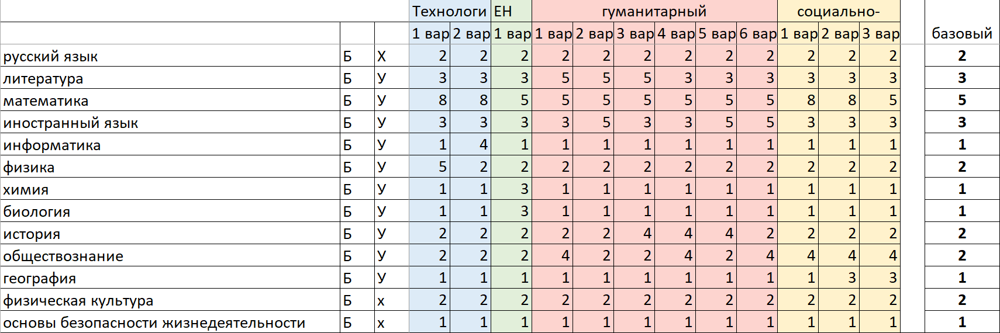 Технологи ЕН гуманитарный социально-
1 вар 2 вар 1 вар 1 вар 2 вар 3 вар 4 вар 5 вар 6 вар 1 вар 2 вар 3 вар базовый
русский язык Б Х 2 2 2 2 2 2 2 2 2 2 2 2 2
литература Б У 3 3 3 5 5 5 3 3 3 3 3 3 3
математика Б У 8 8 5 5 5 5 5 5 5 8 8 5 5
иностранный язык Б У 3 3 3 3 5 3 3 5 5 3 3 3 3
информатика Б У 1 4 1 1 1 1 1 1 1 1 1 1 1
физика Б У 5 2 2 2 2 2 2 2 2 2 2 2 2
химия Б У 1 1 3 1 1 1 1 1 1 1 1 1 1
биология Б У 1 1 3 1 1 1 1 1 1 1 1 1 1
история Б У 2 2 2 2 2 4 4 4 2 2 2 2 2
обществознание Б У 2 2 2 4 2 2 4 2 4 4 4 4 2
география Б У 1 1 1 1 1 1 1 1 1 1 3 3 1
физическая культура Б х 2 2 2 2 2 2 2 2 2 2 2 2 2
основы безопасности жизнедеятельности Б х 1 1 1 1 1 1 1 1 1 1 1 1 1